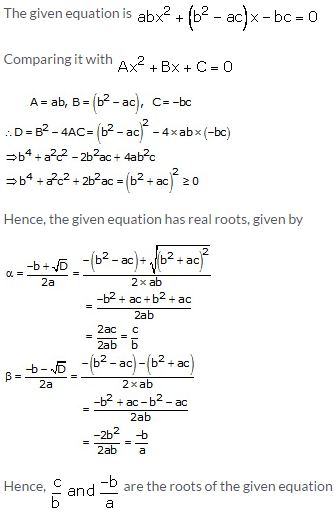 The given equation is abx² + (b² – ac)x – bc = 0
Comparing it with Ax² + Bx + C = 0
A = ab, B = (b² – ac), C = –bc
∴D = B² – 4AC = (b² – ac)² – 4×ab×(–bc)
⇒b⁴ + a²c² – 2b²ac + 4ab²c
⇒b⁴ + a²c² + 2b²ac = (b² + ac)² ≥ 0
Hence, the given equation has real roots, given by
α = (–b + √D)/2a = (–(b² – ac) + √(b² + ac)²)/(2 × ab)
= (–b² + ac + b² + ac)/2ab
= 2ac/2ab = c/b
β = (–b – √D)/2a = (–(b² – ac) – (b² + ac))/(2 × ab)
= (–b² + ac – b² – ac)/2ab
= –2b²/2ab = –b/a
Hence, c/b and –b/a are the roots of the given equation